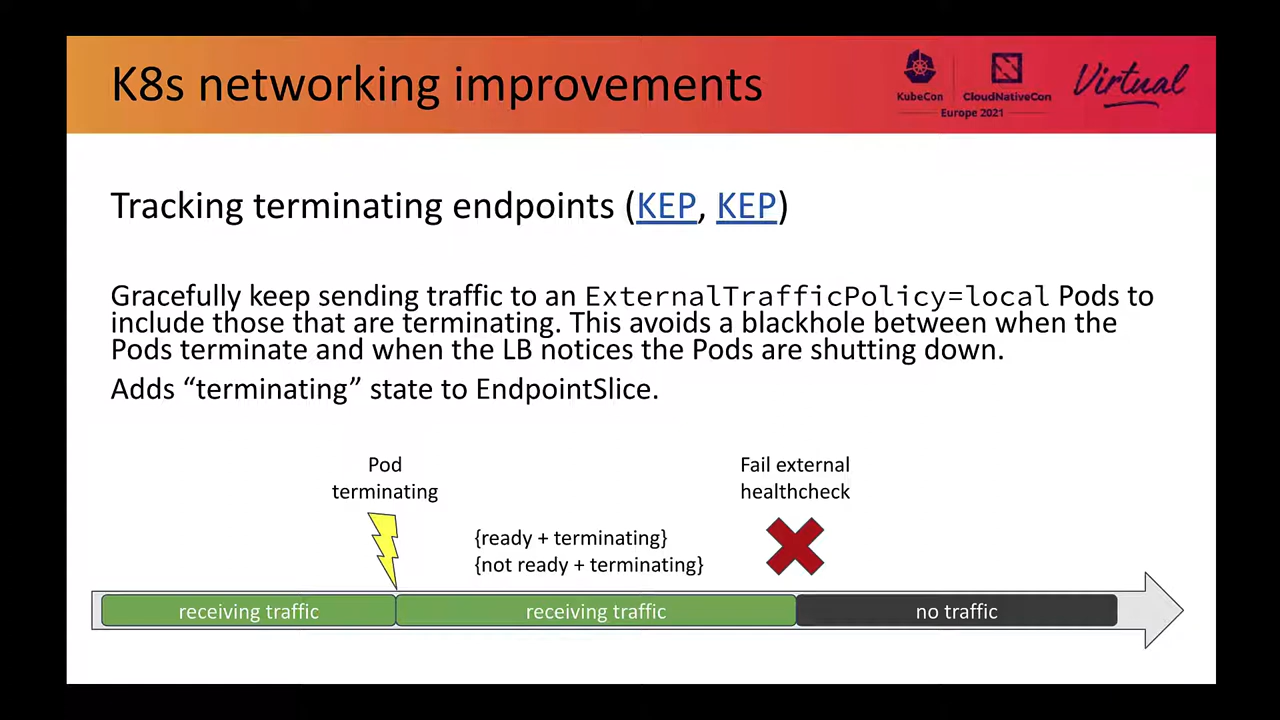 K8s networking improvements
KubeCon
CloudNativeCon
Europe 2021
Virtual
Tracking terminating endpoints (KEP, KEP)
Gracefully keep sending traffic to an ExternalTrafficPolicy=local Pods to
include those that are terminating. This avoids a blackhole between when the
Pods terminate and when the LB notices the Pods are shutting down.
Adds “terminating” state to EndpointSlice.
Pod
terminating
Fail external
healthcheck
{ready + terminating}
{not ready + terminating}
receiving traffic
receiving traffic
no traffic